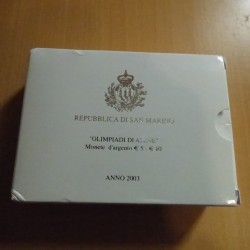 REPUBBLICA DI SAN MARINO
"OLIMPIADI DI
Monete d'argento € 5 - € 10
ANNO 2003